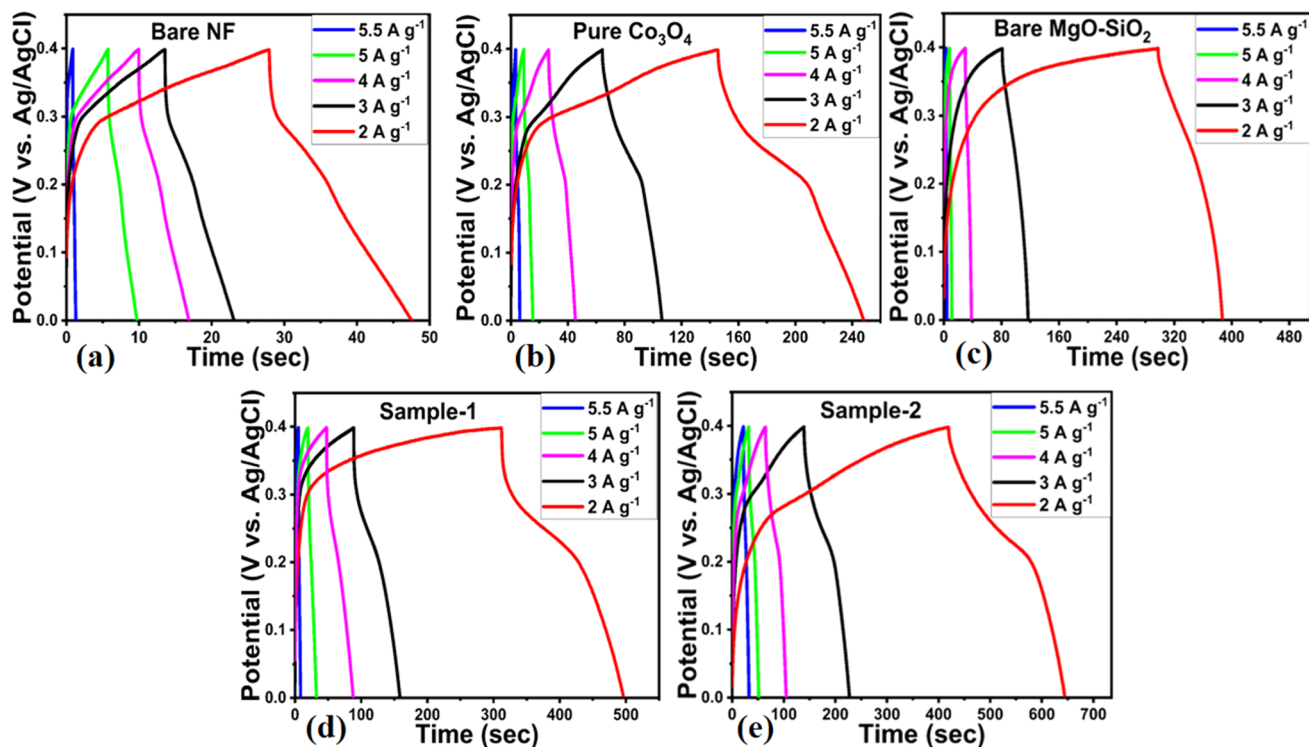 Bare NF
5.5 A g⁻¹
5 A g⁻¹
4 A g⁻¹
3 A g⁻¹
2 A g⁻¹
Potential (V vs. Ag/AgCl)
0.4
0.3
0.2
0.1
0.0
0 10 20 30 40 50
Time (sec)
(a)
Pure Co₃O₄
5.5 A g⁻¹
5 A g⁻¹
4 A g⁻¹
3 A g⁻¹
2 A g⁻¹
Potential (V vs. Ag/AgCl)
0.4
0.3
0.2
0.1
0.0
0 40 80 120 160 200 240
Time (sec)
(b)
Bare MgO-SiO₂
5.5 A g⁻¹
5 A g⁻¹
4 A g⁻¹
3 A g⁻¹
2 A g⁻¹
Potential (V vs. Ag/AgCl)
0.4
0.3
0.2
0.1
0.0
0 80 160 240 320 400 480
Time (sec)
(c)
Sample-1
5.5 A g⁻¹
5 A g⁻¹
4 A g⁻¹
3 A g⁻¹
2 A g⁻¹
Potential (V vs. Ag/AgCl)
0.4
0.3
0.2
0.1
0.0
0 100 200 300 400 500
Time (sec)
(d)
Sample-2
5.5 A g⁻¹
5 A g⁻¹
4 A g⁻¹
3 A g⁻¹
2 A g⁻¹
Potential (V vs. Ag/AgCl)
0.4
0.3
0.2
0.1
0.0
0 100 200 300 400 500 600 700
Time (sec)
(e)